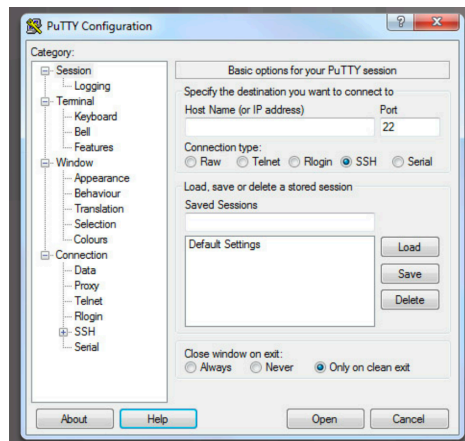 PuTTY Configuration
Category:
Session
Logging
Terminal
Keyboard
Bell
Features
Window
Appearance
Behaviour
Translation
Selection
Colours
Connection
Data
Proxy
Telnet
Rlogin
SSH
Serial
Basic options for your PuTTY session
Specify the destination you want to connect to
Host Name (or IP address) Port
22
Connection type:
Raw Telnet Rlogin SSH Serial
Load, save or delete a stored session
Saved Sessions
Default Settings
Load
Save
Delete
Close window on exit:
Always Never Only on clean exit
About Help Open Cancel